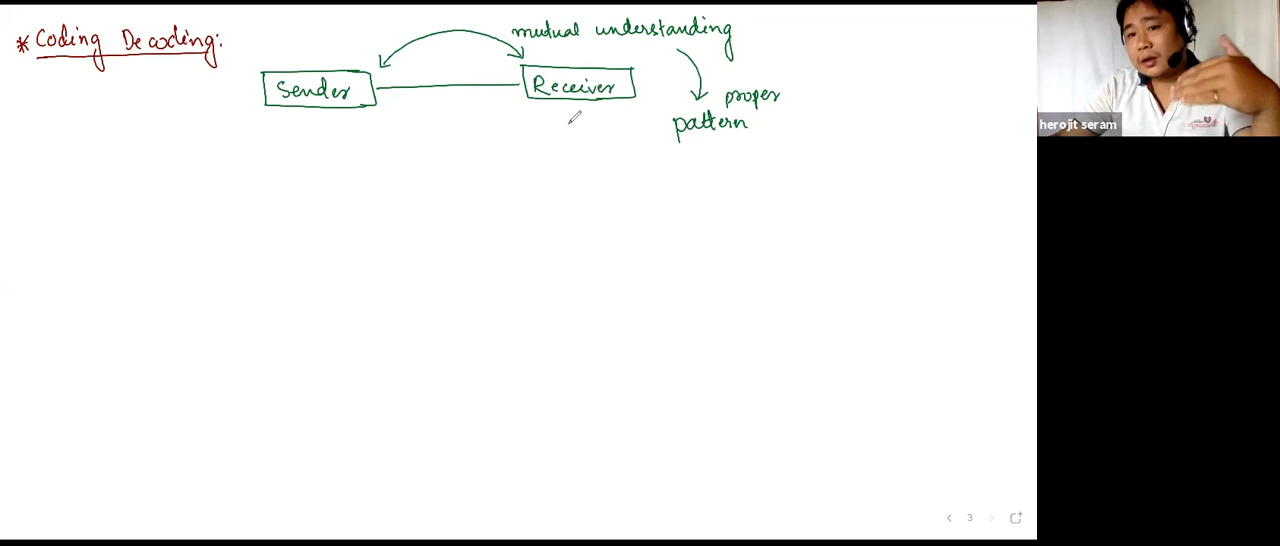 * Coding Decoding:
mutual understanding
Sender
Receiver
proper
pattern
herojit seram
3